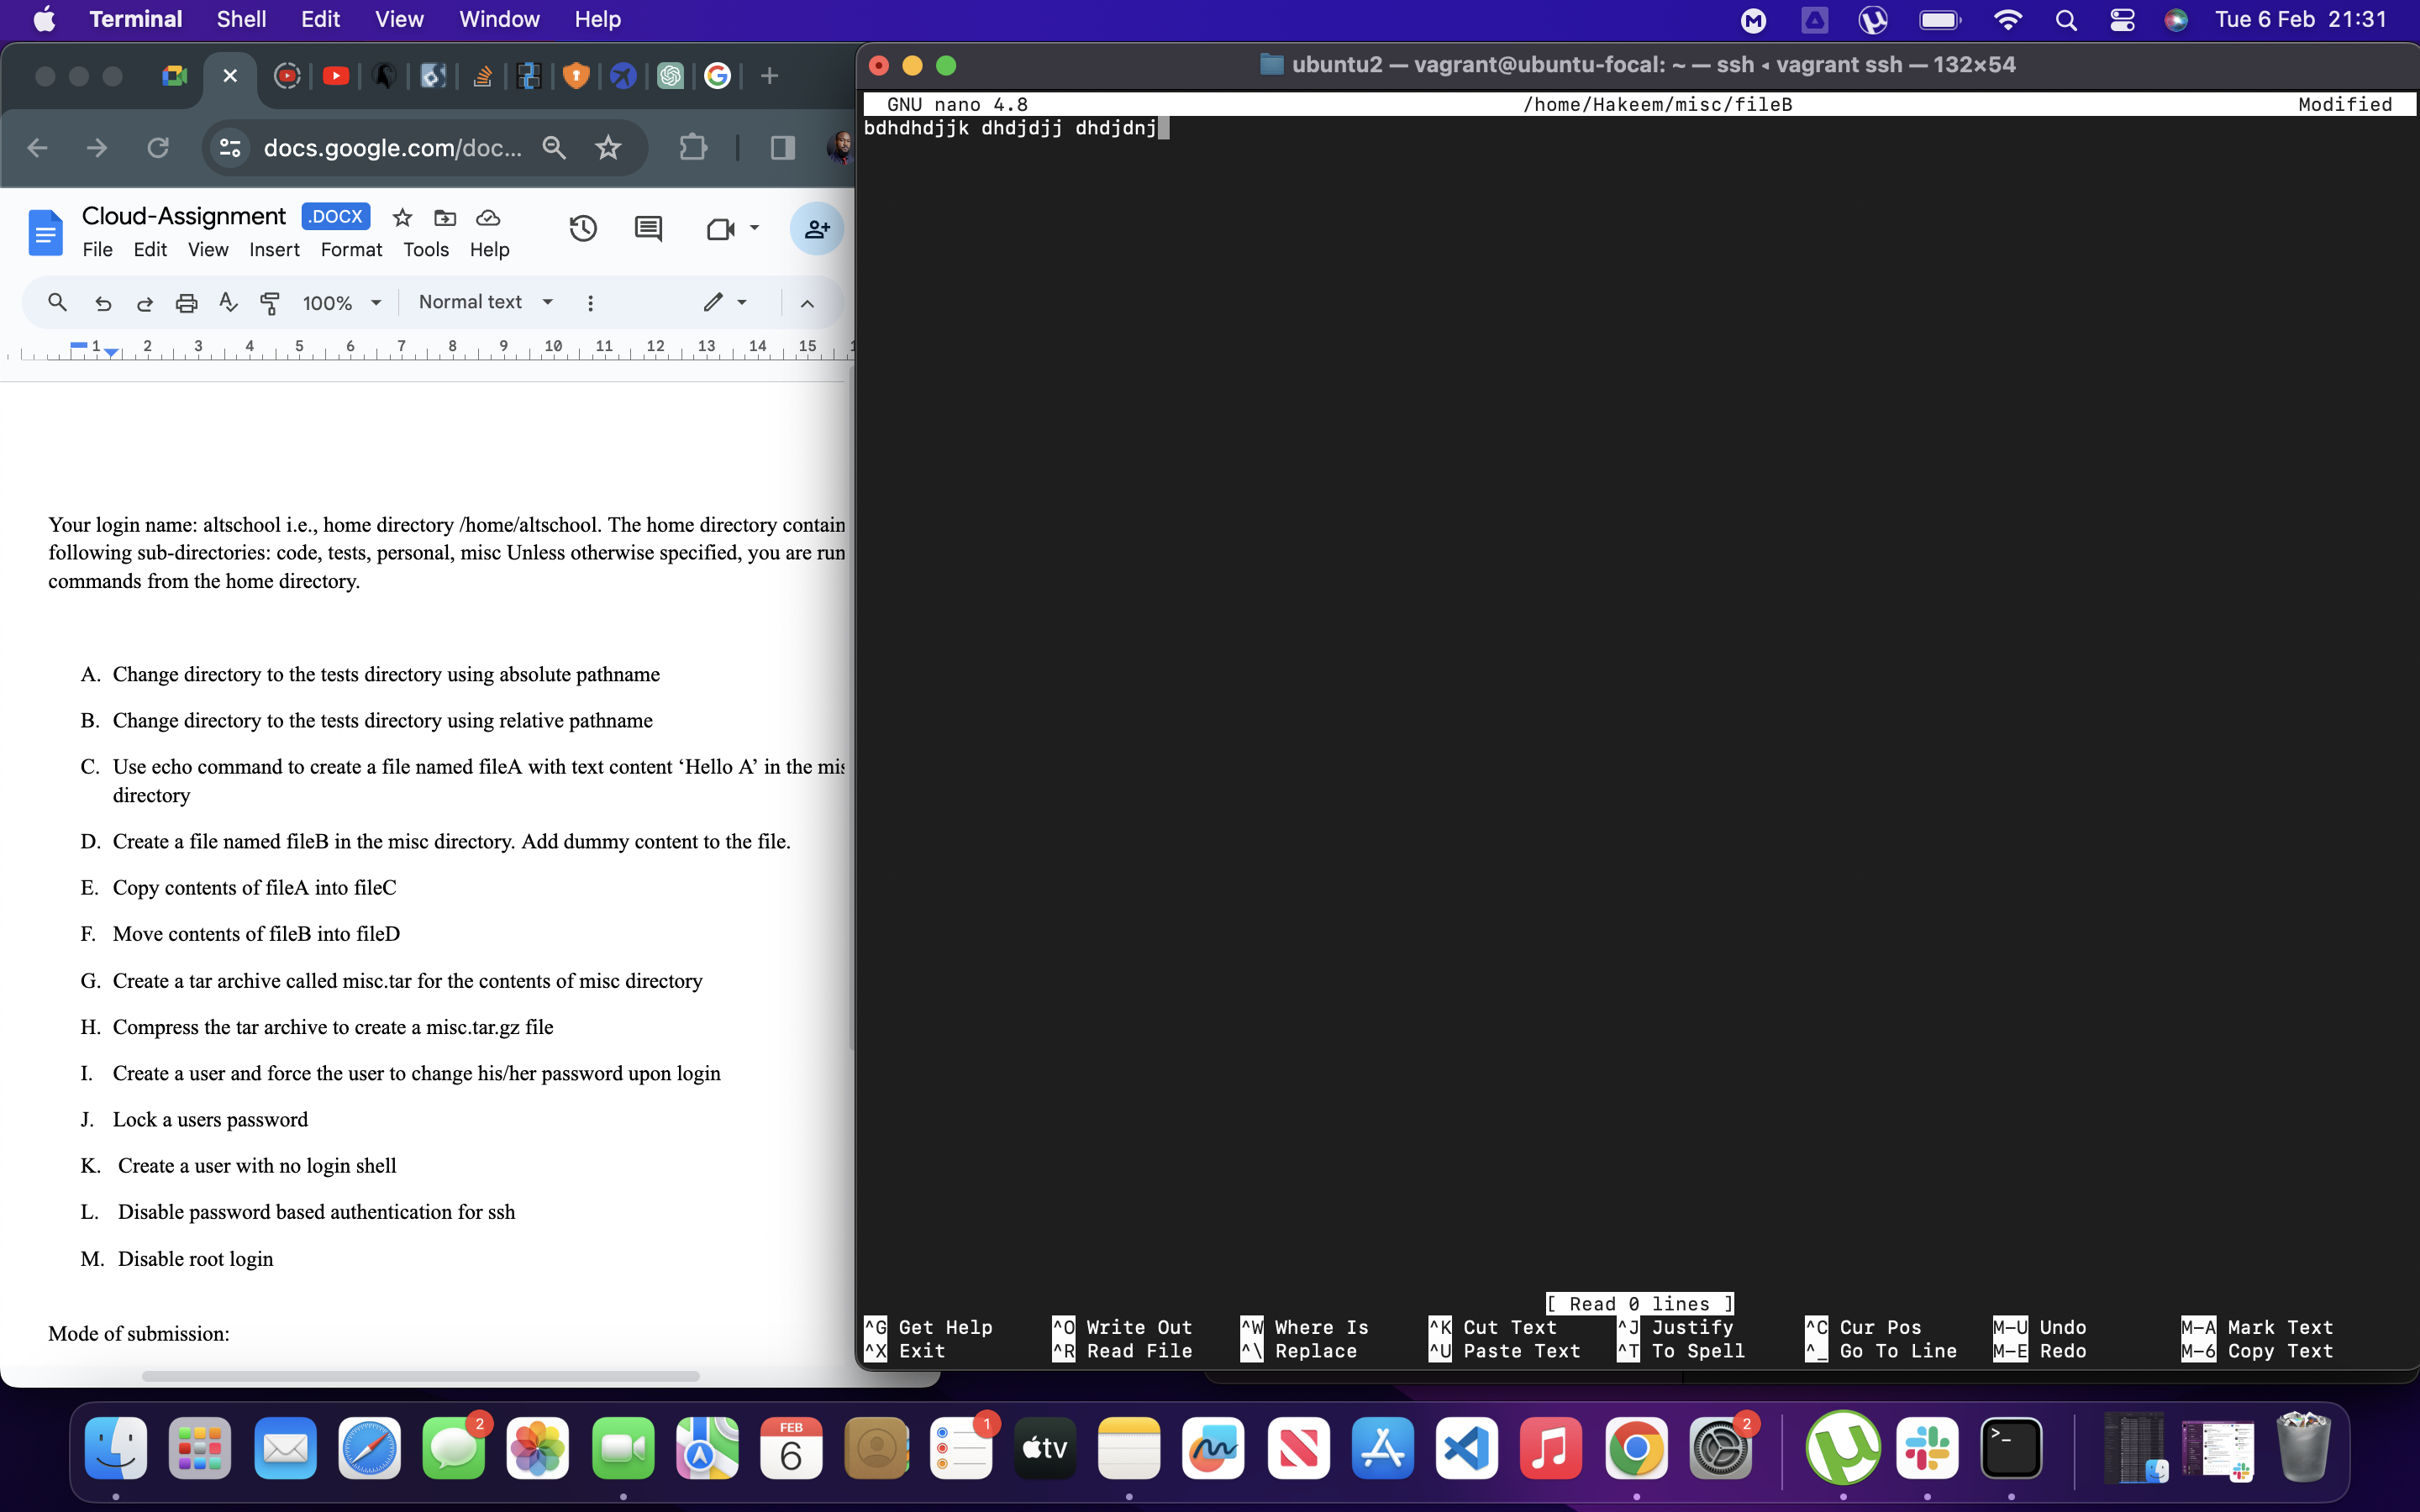 Terminal Shell Edit View Window Help Tue 6 Feb 21:31
docs.google.com/doc...
Cloud-Assignment .DOCX
File Edit View Insert Format Tools Help
100% Normal text
1 2 3 4 5 6 7 8 9 10 11 12 13 14 15
Your login name: altschool i.e., home directory /home/altschool. The home directory contain
following sub-directories: code, tests, personal, misc Unless otherwise specified, you are run
commands from the home directory.
A. Change directory to the tests directory using absolute pathname
B. Change directory to the tests directory using relative pathname
C. Use echo command to create a file named fileA with text content ‘Hello A’ in the mis
directory
D. Create a file named fileB in the misc directory. Add dummy content to the file.
E. Copy contents of fileA into fileC
F. Move contents of fileB into fileD
G. Create a tar archive called misc.tar for the contents of misc directory
H. Compress the tar archive to create a misc.tar.gz file
I. Create a user and force the user to change his/her password upon login
J. Lock a users password
K. Create a user with no login shell
L. Disable password based authentication for ssh
M. Disable root login
Mode of submission:
ubuntu2 — vagrant@ubuntu-focal: ~ — ssh ◂ vagrant ssh — 132×54
GNU nano 4.8 /home/Hakeem/misc/fileB Modified
bdhdhdjjk dhdjdjj dhdjdnj
[ Read 0 lines ]
^G Get Help ^O Write Out ^W Where Is ^K Cut Text ^J Justify ^C Cur Pos M-U Undo M-A Mark Text
^X Exit ^R Read File ^\ Replace ^U Paste Text ^T To Spell ^_ Go To Line M-E Redo M-6 Copy Text
2 FEB 6 1 tv 2